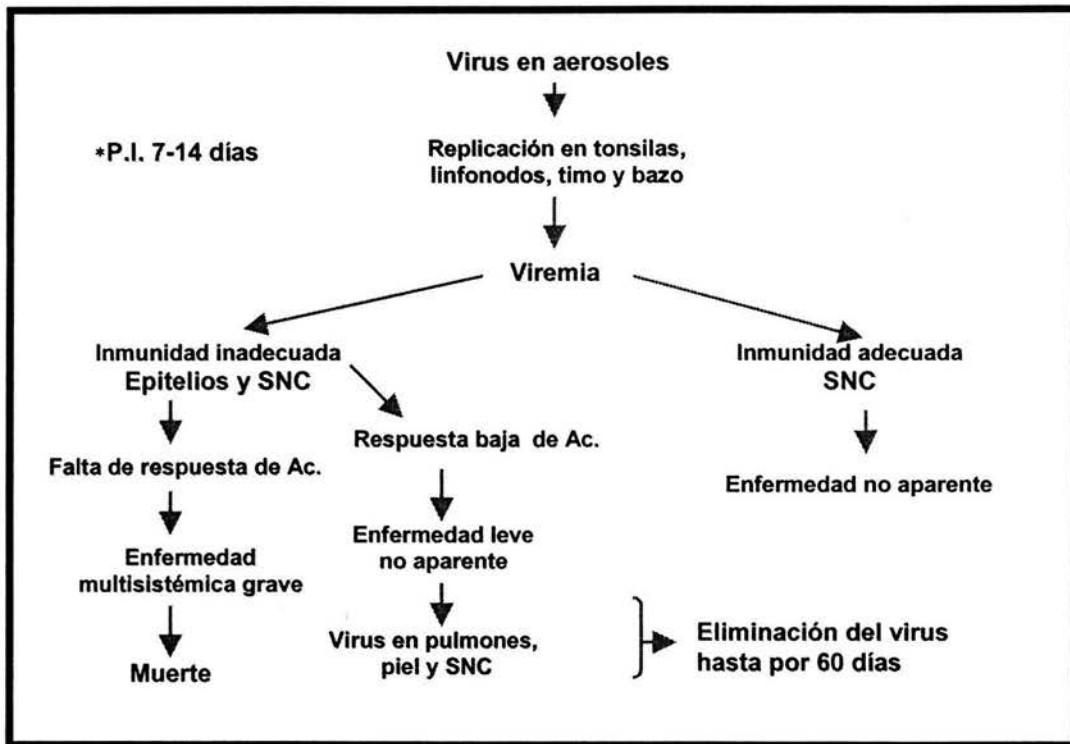 Virus en aerosoles
*P.I. 7-14 días
Replicación en tonsilas,
linfonodos, timo y bazo
Viremia
Inmunidad inadecuada
Epitelios y SNC
Inmunidad adecuada
SNC
Respuesta baja de Ac.
Falta de respuesta de Ac.
Enfermedad no aparente
Enfermedad leve
no aparente
Enfermedad
multisistémica grave
Virus en pulmones,
piel y SNC
Eliminación del virus
hasta por 60 días
Muerte